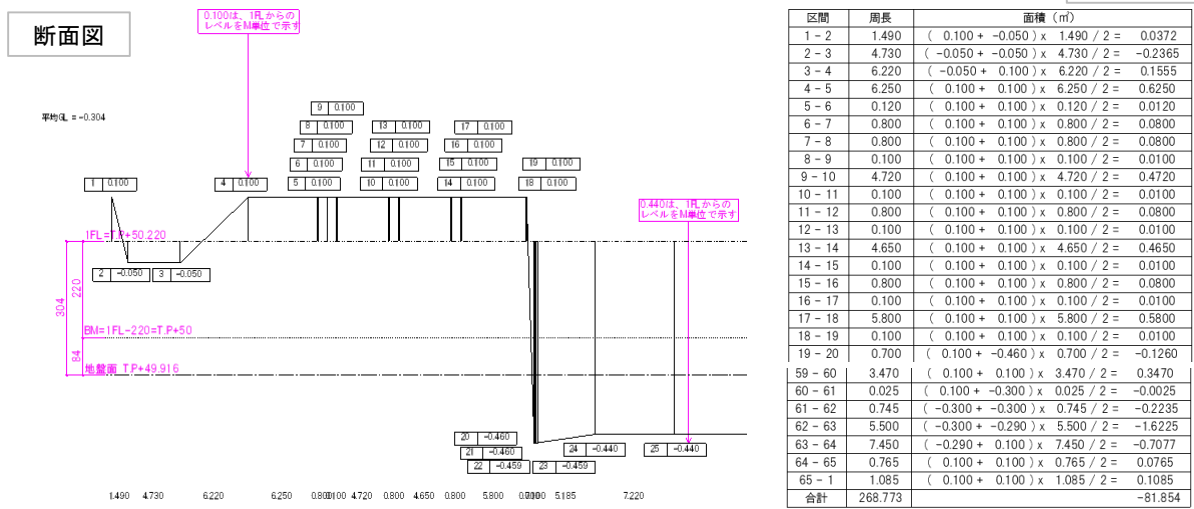 断面図
0.100は、1FLからの
レベルをM単位で示す
平均GL = -0.304
9 0.100
8 0.100
13 0.100
17 0.100
7 0.100
12 0.100
16 0.100
6 0.100
11 0.100
15 0.100
19 0.100
1 0.100
4 0.100
5 0.100
10 0.100
14 0.100
18 0.100
0.440は、1FLからの
レベルをM単位で示す
1FL=T.P+50.220
2 -0.050
3 -0.050
304
220
BM=1FL-220=T.P+50
84
地盤面 T.P+49.916
20 -0.460
21 -0.460
22 -0.459
23 -0.459
24 -0.440
25 -0.440
1.490 4.730 6.220 6.250 4.720 0.800 4.650 0.800 5.800 5.185 7.220
区間 周長 面積 (㎡)
1 - 2 1.490 ( 0.100 + -0.050 ) x 1.490 / 2 = 0.0372
2 - 3 4.730 ( -0.050 + -0.050 ) x 4.730 / 2 = -0.2365
3 - 4 6.220 ( -0.050 + 0.100 ) x 6.220 / 2 = 0.1555
4 - 5 6.250 ( 0.100 + 0.100 ) x 6.250 / 2 = 0.6250
5 - 6 0.120 ( 0.100 + 0.100 ) x 0.120 / 2 = 0.0120
6 - 7 0.800 ( 0.100 + 0.100 ) x 0.800 / 2 = 0.0800
7 - 8 0.800 ( 0.100 + 0.100 ) x 0.800 / 2 = 0.0800
8 - 9 0.100 ( 0.100 + 0.100 ) x 0.100 / 2 = 0.0100
9 - 10 4.720 ( 0.100 + 0.100 ) x 4.720 / 2 = 0.4720
10 - 11 0.100 ( 0.100 + 0.100 ) x 0.100 / 2 = 0.0100
11 - 12 0.800 ( 0.100 + 0.100 ) x 0.800 / 2 = 0.0800
12 - 13 0.100 ( 0.100 + 0.100 ) x 0.100 / 2 = 0.0100
13 - 14 4.650 ( 0.100 + 0.100 ) x 4.650 / 2 = 0.4650
14 - 15 0.100 ( 0.100 + 0.100 ) x 0.100 / 2 = 0.0100
15 - 16 0.800 ( 0.100 + 0.100 ) x 0.800 / 2 = 0.0800
16 - 17 0.100 ( 0.100 + 0.100 ) x 0.100 / 2 = 0.0100
17 - 18 5.800 ( 0.100 + 0.100 ) x 5.800 / 2 = 0.5800
18 - 19 0.100 ( 0.100 + 0.100 ) x 0.100 / 2 = 0.0100
19 - 20 0.700 ( 0.100 + -0.460 ) x 0.700 / 2 = -0.1260
59 - 60 3.470 ( 0.100 + 0.100 ) x 3.470 / 2 = 0.3470
60 - 61 0.025 ( 0.100 + -0.300 ) x 0.025 / 2 = -0.0025
61 - 62 0.745 ( -0.300 + -0.300 ) x 0.745 / 2 = -0.2235
62 - 63 5.500 ( -0.300 + -0.290 ) x 5.500 / 2 = -1.6225
63 - 64 7.450 ( -0.290 + 0.100 ) x 7.450 / 2 = -0.7077
64 - 65 0.765 ( 0.100 + 0.100 ) x 0.765 / 2 = 0.0765
65 - 1 1.085 ( 0.100 + 0.100 ) x 1.085 / 2 = 0.1085
合計 268.773 -81.854